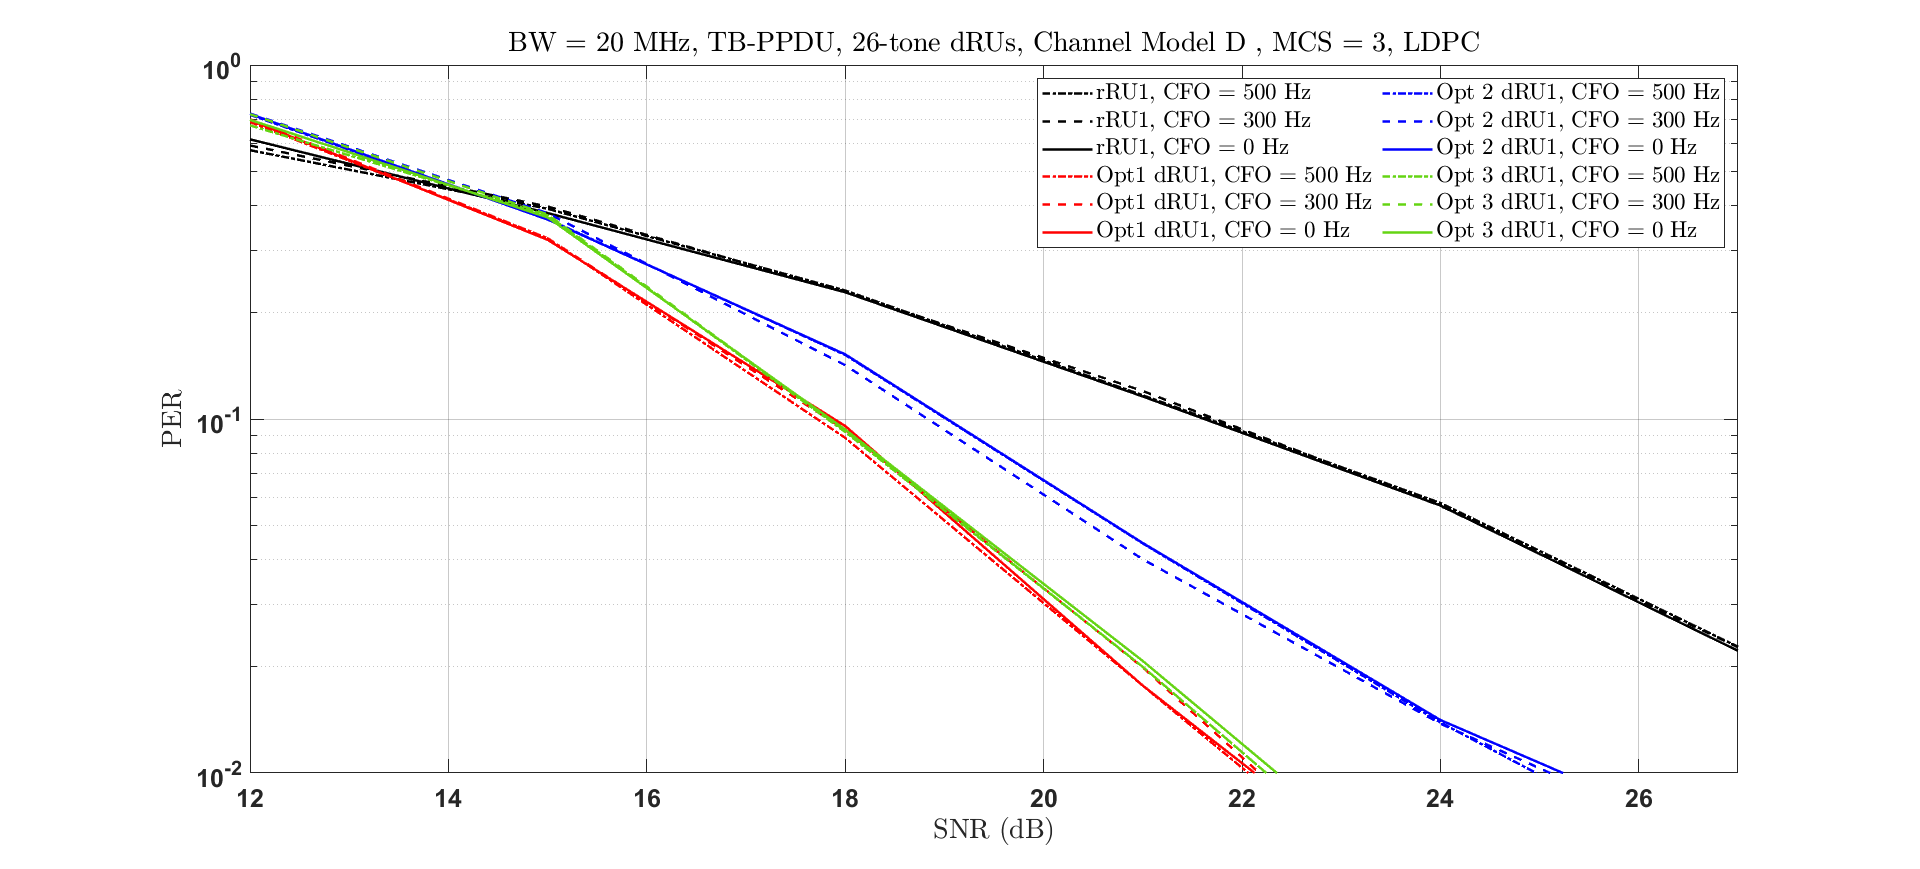 BW = 20 MHz, TB-PPDU, 26-tone dRUs, Channel Model D , MCS = 3, LDPC
10^0
10^-1
10^-2
PER
rRU1, CFO = 500 Hz
rRU1, CFO = 300 Hz
rRU1, CFO = 0 Hz
Opt1 dRU1, CFO = 500 Hz
Opt1 dRU1, CFO = 300 Hz
Opt1 dRU1, CFO = 0 Hz
Opt 2 dRU1, CFO = 500 Hz
Opt 2 dRU1, CFO = 300 Hz
Opt 2 dRU1, CFO = 0 Hz
Opt 3 dRU1, CFO = 500 Hz
Opt 3 dRU1, CFO = 300 Hz
Opt 3 dRU1, CFO = 0 Hz
12 14 16 18 20 22 24 26
SNR (dB)